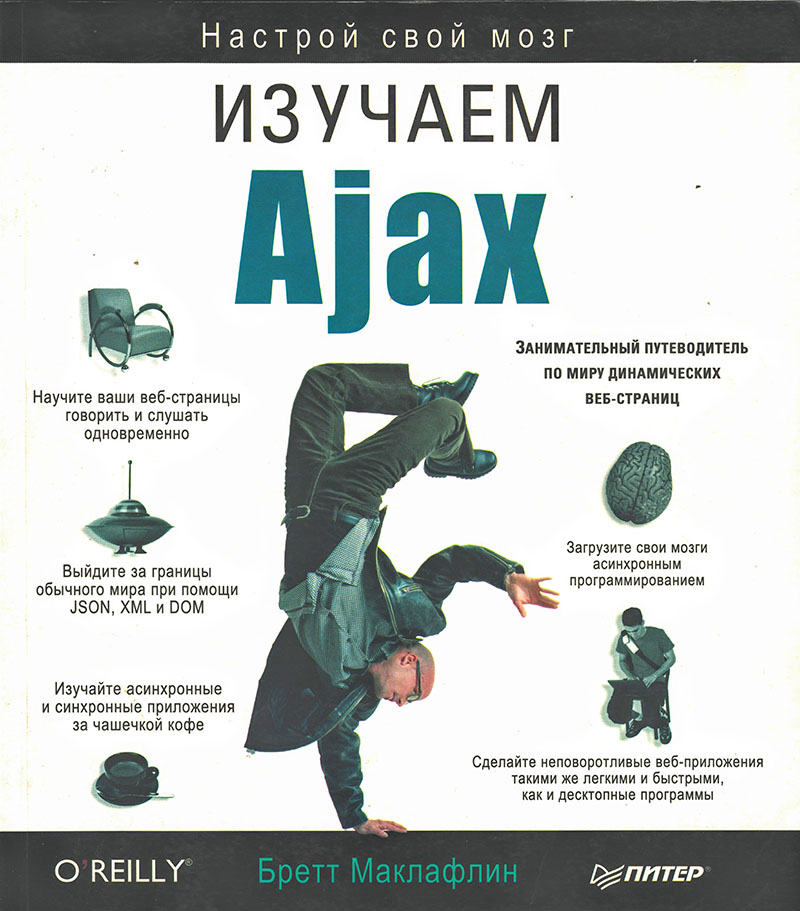 Настрой свой мозг
ИЗУЧАЕМ
Ajax
ЗАНИМАТЕЛЬНЫЙ ПУТЕВОДИТЕЛЬ
ПО МИРУ ДИНАМИЧЕСКИХ
ВЕБ-СТРАНИЦ
Научите ваши веб-страницы
говорить и слушать
одновременно
Выйдите за границы
обычного мира при помощи
JSON, XML и DOM
Загрузите свои мозги
асинхронным
программированием
Изучайте асинхронные
и синхронные приложения
за чашечкой кофе
Сделайте неповоротливые веб-приложения
такими же легкими и быстрыми,
как и десктопные программы
O'REILLY®
Бретт Маклафлин
ПИТЕР®